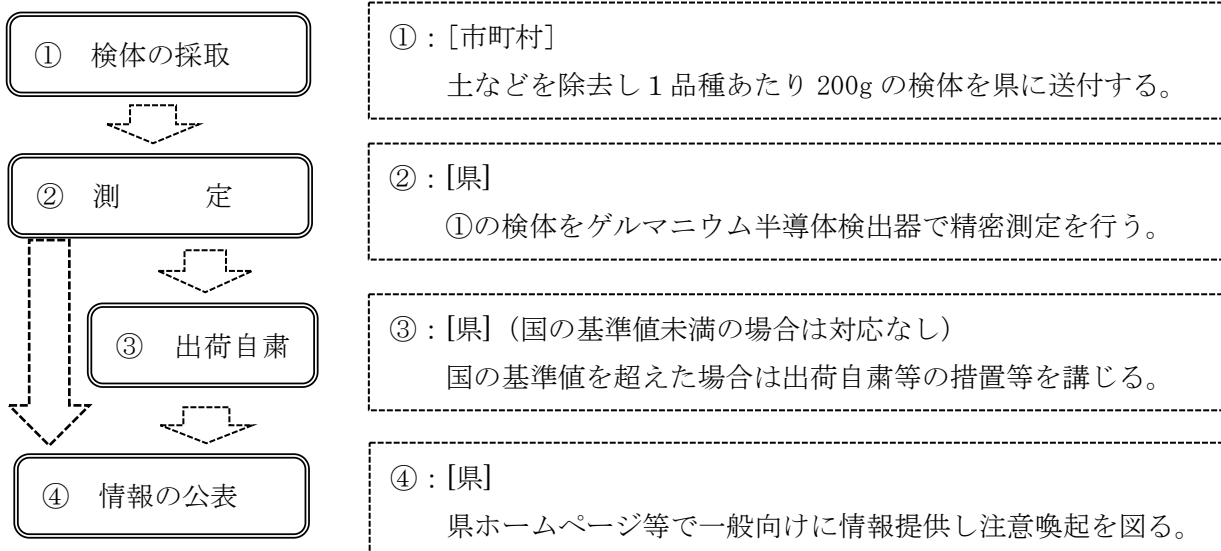 ① 検体の採取
①：[市町村]
土などを除去し１品種あたり 200g の検体を県に送付する。
② 測 定
②：[県]
①の検体をゲルマニウム半導体検出器で精密測定を行う。
③ 出荷自粛
③：[県]（国の基準値未満の場合は対応なし）
国の基準値を超えた場合は出荷自粛等の措置等を講じる。
④ 情報の公表
④：[県]
県ホームページ等で一般向けに情報提供し注意喚起を図る。